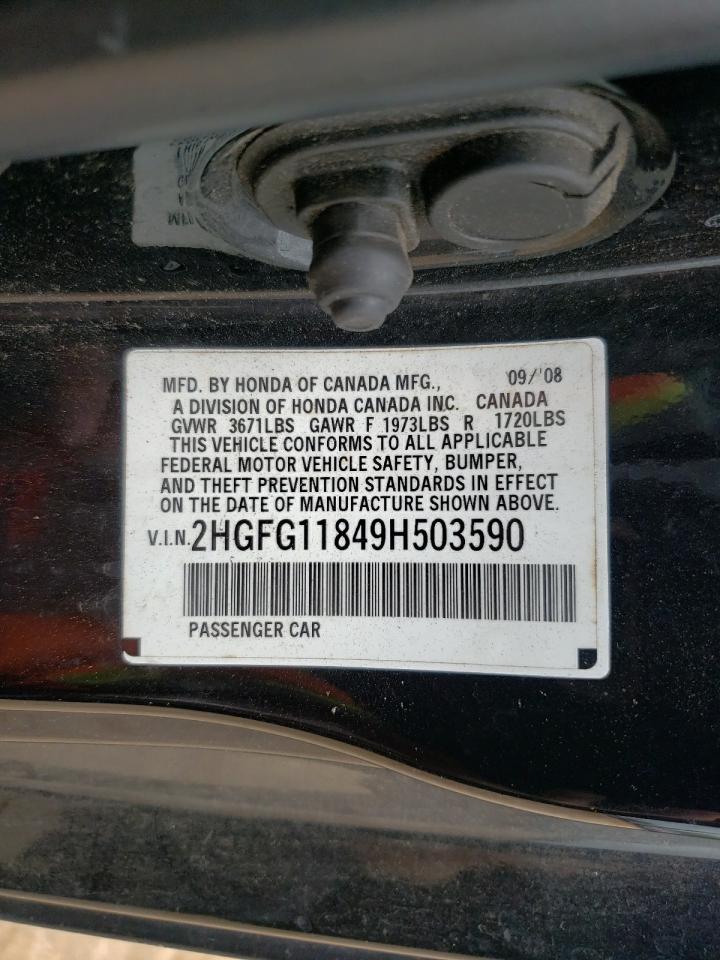 MFD. BY HONDA OF CANADA MFG., 09/'08
A DIVISION OF HONDA CANADA INC. CANADA
GVWR 3671LBS GAWR F 1973LBS R 1720LBS
THIS VEHICLE CONFORMS TO ALL APPLICABLE
FEDERAL MOTOR VEHICLE SAFETY, BUMPER,
AND THEFT PREVENTION STANDARDS IN EFFECT
ON THE DATE OF MANUFACTURE SHOWN ABOVE.
V.I.N. 2HGFG11849H503590
PASSENGER CAR